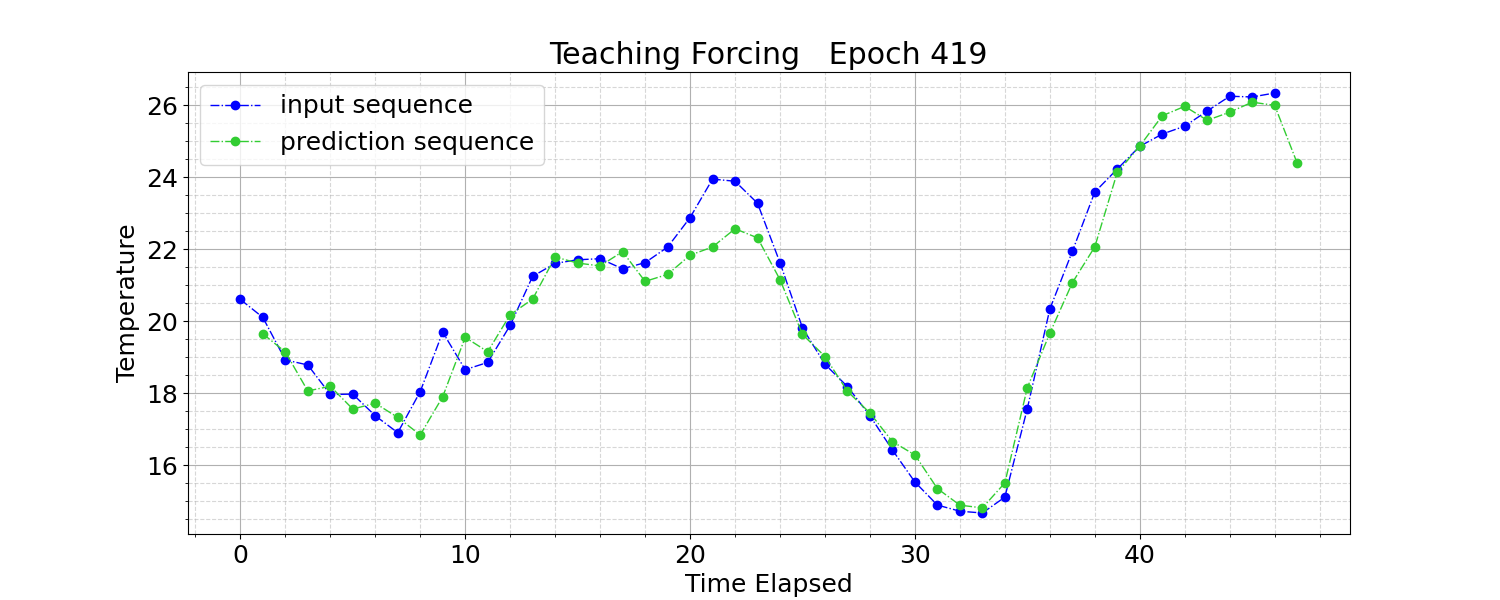 Teaching Forcing   Epoch 419
input sequence
prediction sequence
26
24
22
20
18
16
Temperature
0 10 20 30 40
Time Elapsed